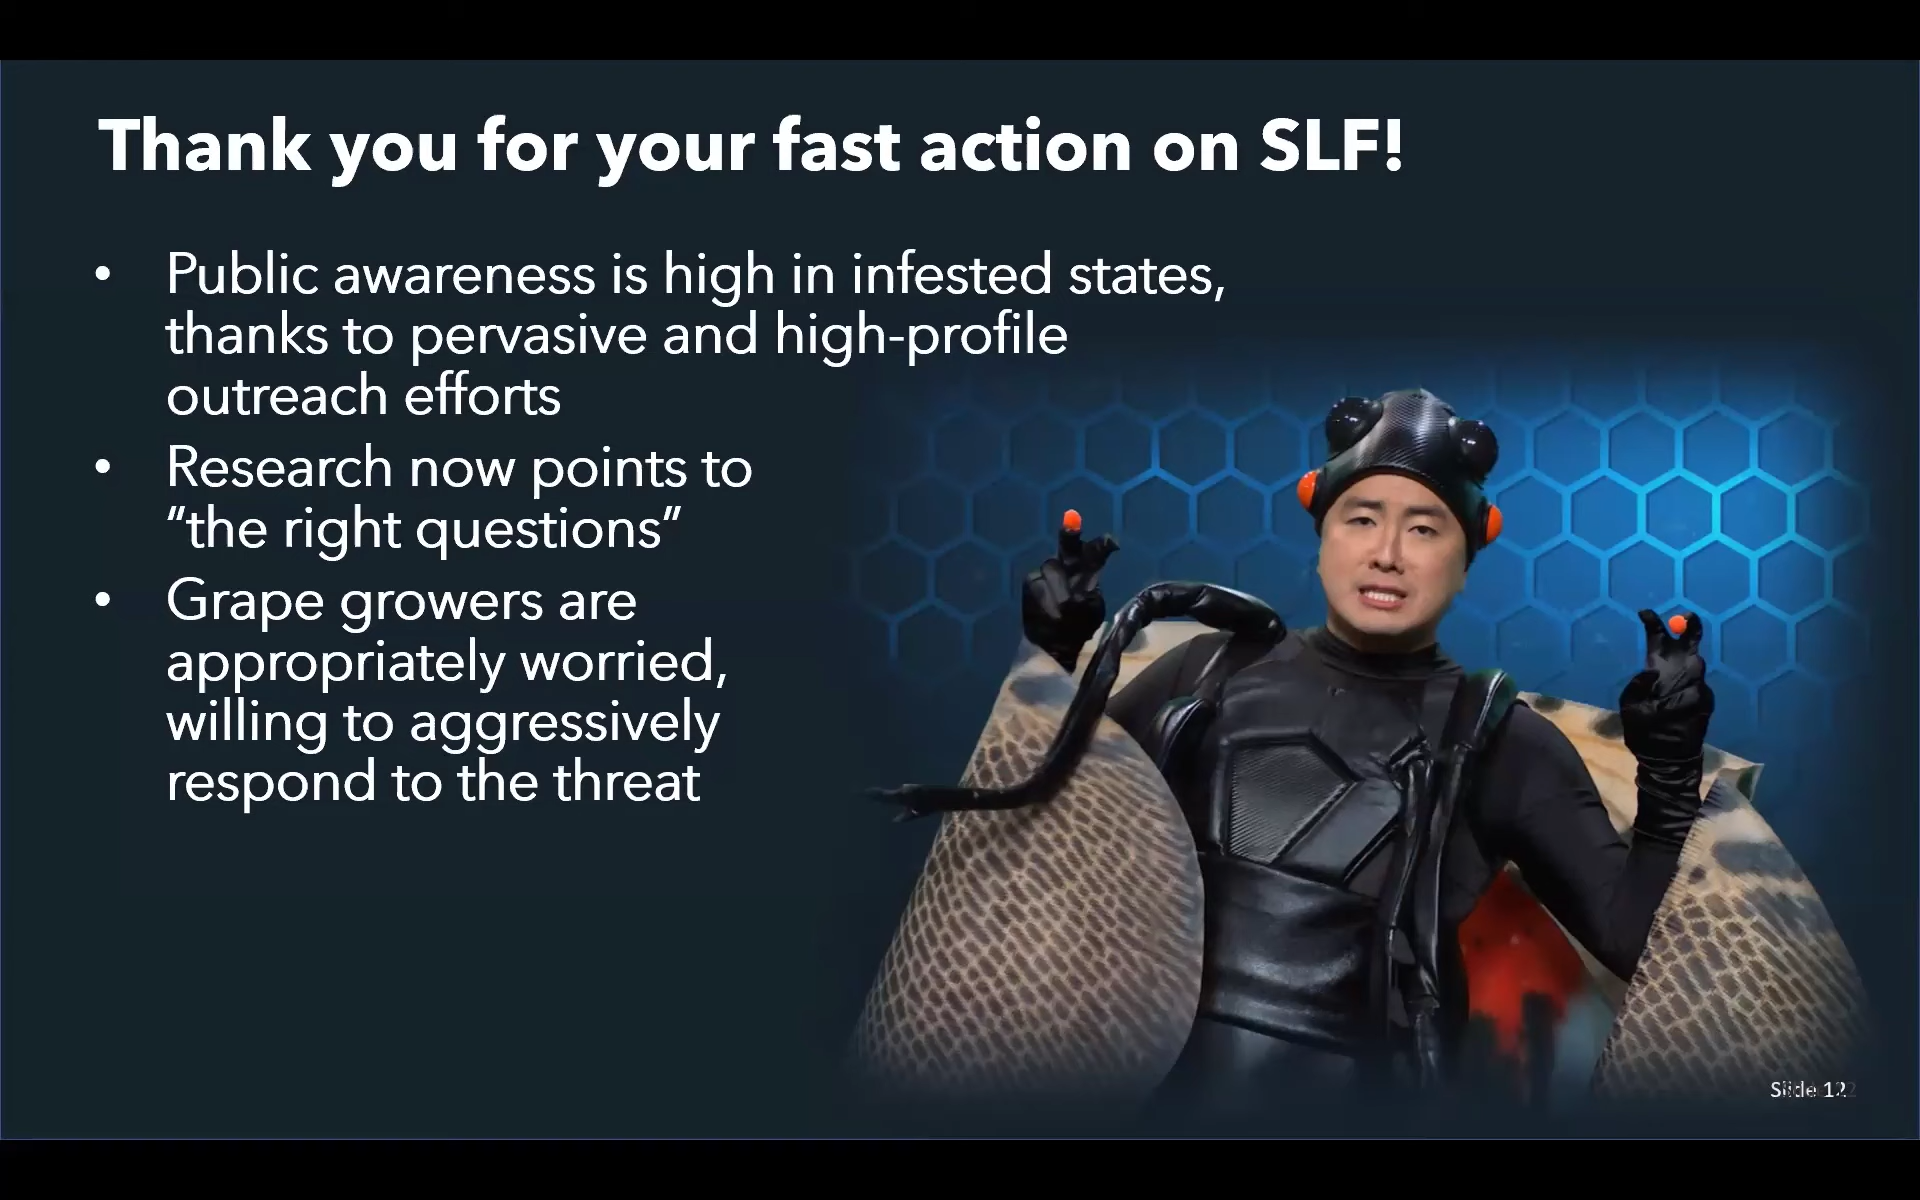 Thank you for your fast action on SLF!
• Public awareness is high in infested states,
thanks to pervasive and high-profile
outreach efforts
• Research now points to
"the right questions"
• Grape growers are
appropriately worried,
willing to aggressively
respond to the threat
Slide 12